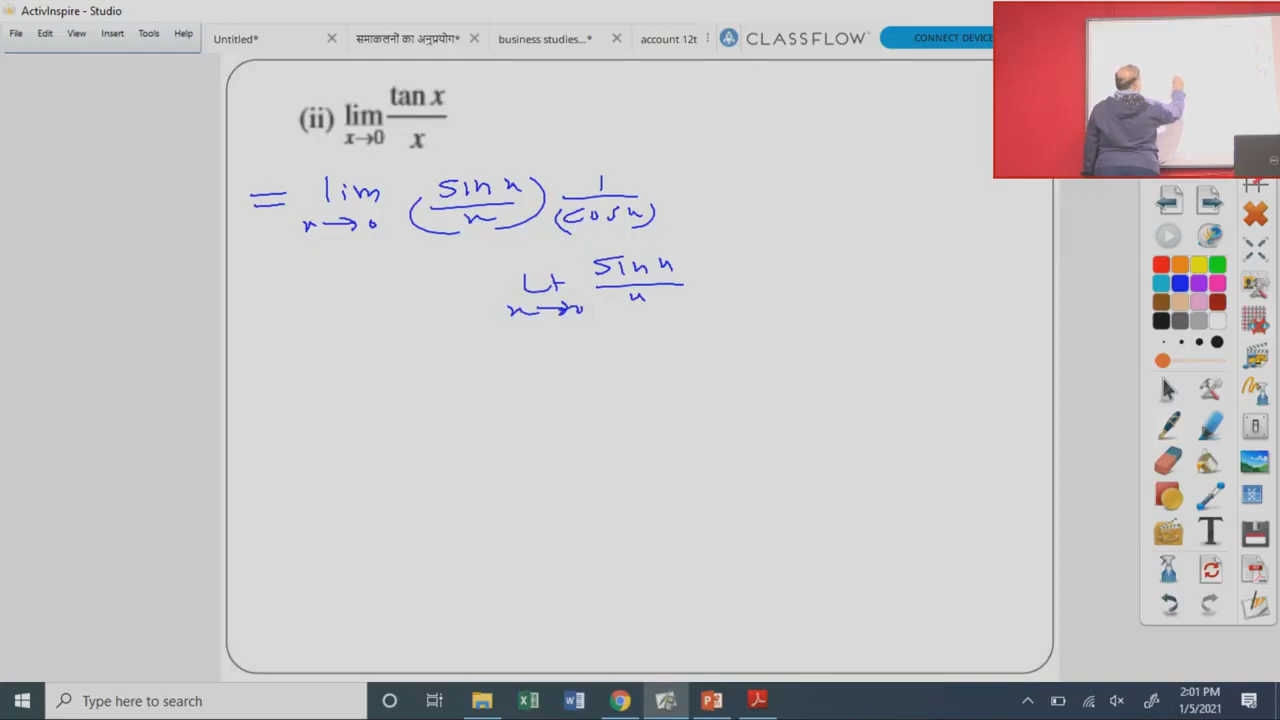 ActivInspire - Studio
File Edit View Insert Tools Help
Untitled* समाकलनों का अनुप्रयोग* business studies...* account 12t CLASSFLOW CONNECT DEVICE
(ii) lim x→0 tan x / x
= lim x→0 (sin x / x) 1 / (cos x)
Lt x→0 sin x / x
T
Type here to search
2:01 PM
1/5/2021